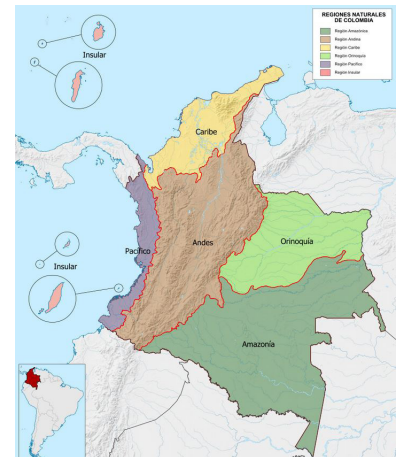 REGIONES NATURALES
DE COLOMBIA
Región Amazónica
Región Andes
Región Caribe
Región Orinoquia
Región Pacífico
Región Insular
Insular
Caribe
Pacífico
Andes
Orinoquía
Insular
Amazonía